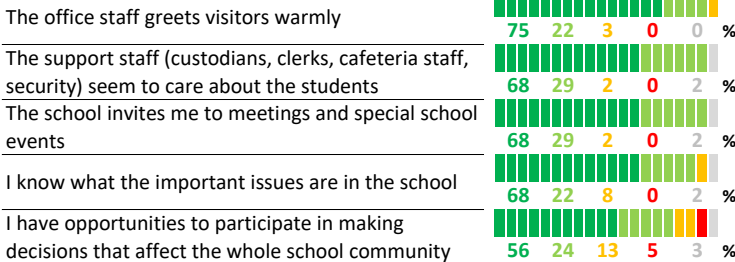 The office staff greets visitors warmly
75 22 3 0 0 %
The support staff (custodians, clerks, cafeteria staff,
security) seem to care about the students
68 29 2 0 2 %
The school invites me to meetings and special school
events
68 29 2 0 2 %
I know what the important issues are in the school
68 22 8 0 2 %
I have opportunities to participate in making
decisions that affect the whole school community
56 24 13 5 3 %